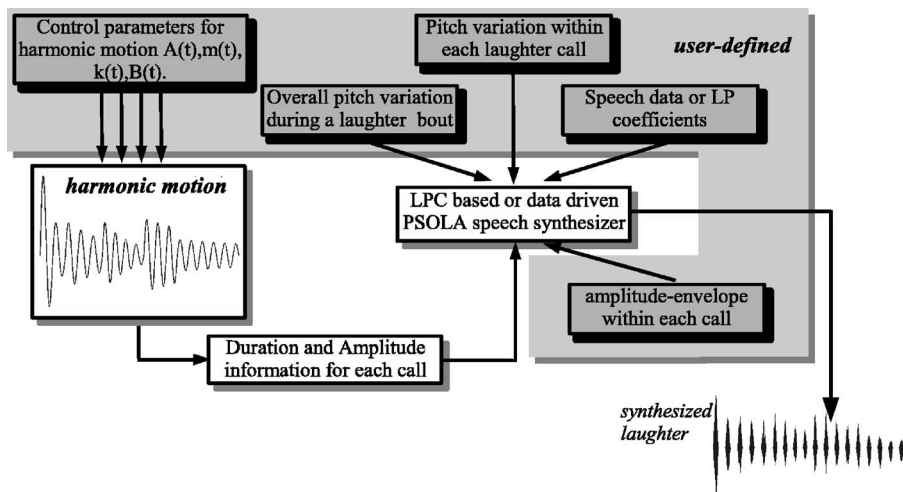 Control parameters for
harmonic motion A(t),m(t),
k(t),B(t).
Pitch variation within
each laughter call
user-defined
Overall pitch variation
during a laughter bout
Speech data or LP
coefficients
harmonic motion
LPC based or data driven
PSOLA speech synthesizer
amplitude-envelope
within each call
Duration and Amplitude
information for each call
synthesized
laughter